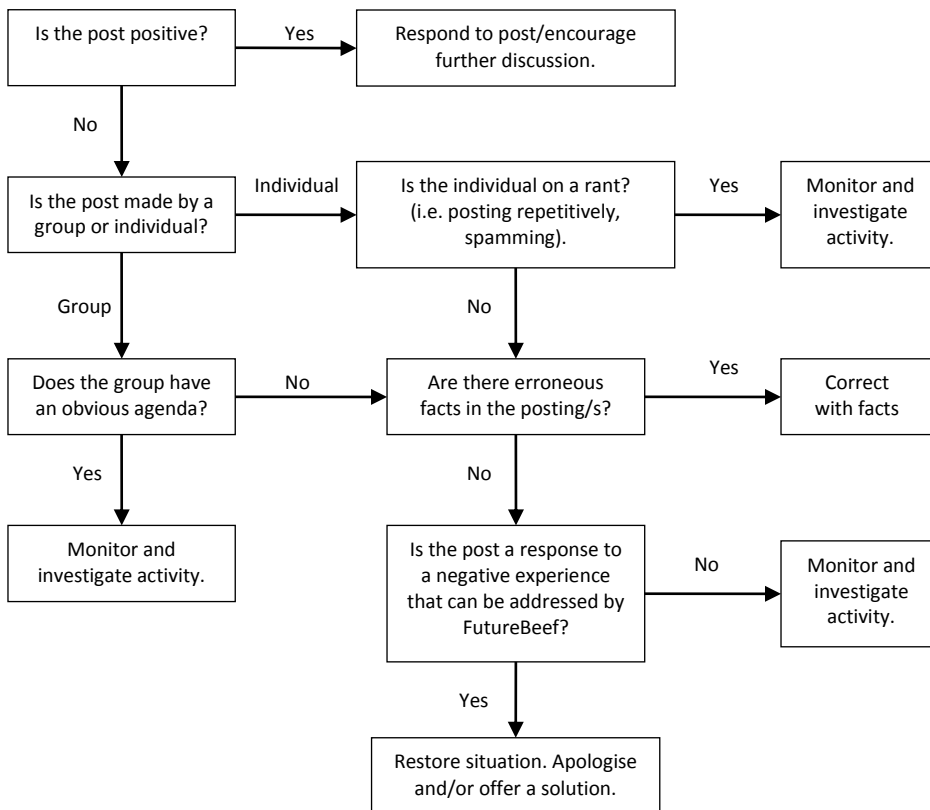 Is the post positive?
Yes
Respond to post/encourage
further discussion.
No
Is the post made by a
group or individual?
Individual
Is the individual on a rant?
(i.e. posting repetitively,
spamming).
Yes
Monitor and
investigate
activity.
Group
No
Does the group have
an obvious agenda?
No
Are there erroneous
facts in the posting/s?
Yes
Correct
with facts
Yes
No
Monitor and
investigate activity.
Is the post a response to
a negative experience
that can be addressed by
FutureBeef?
No
Monitor and
investigate
activity.
Yes
Restore situation. Apologise
and/or offer a solution.